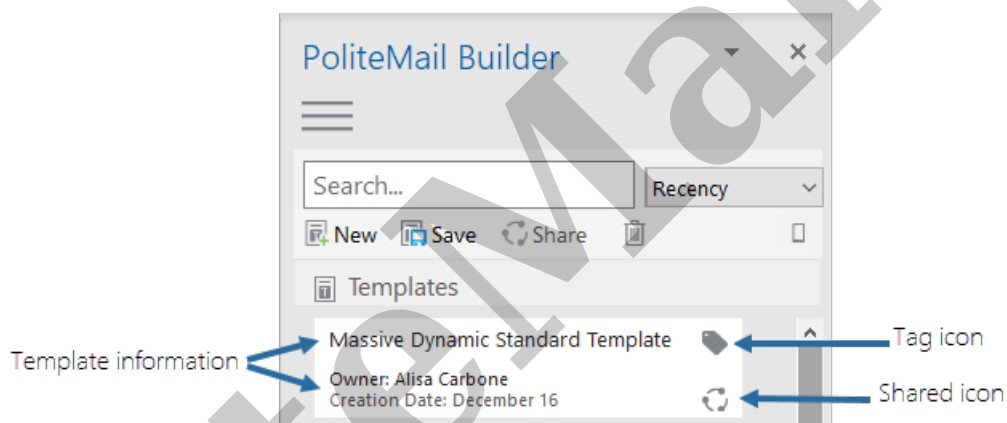 PoliteMail Builder
Search...
Recency
New Save Share
Templates
Massive Dynamic Standard Template
Owner: Alisa Carbone
Creation Date: December 16
Template information
Tag icon
Shared icon